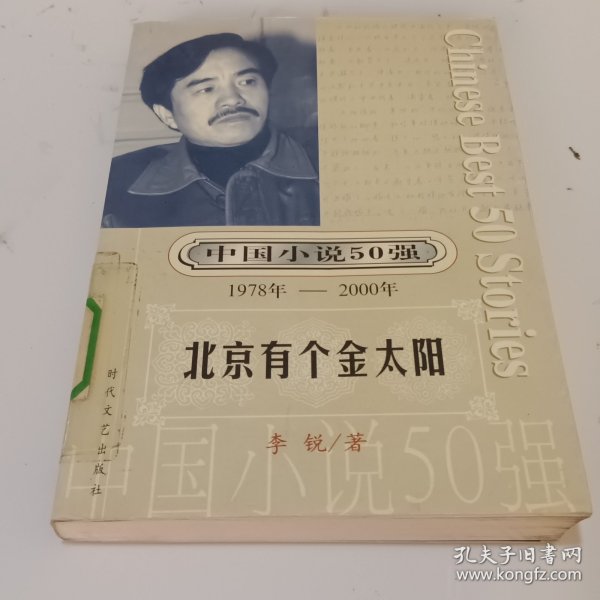 Chinese Best 50 Stories
中国小说50强
1978年 — 2000年
北京有个金太阳
李锐/著
时代文艺出版社
中国小说50强
孔夫子旧书网
www.kongfz.com